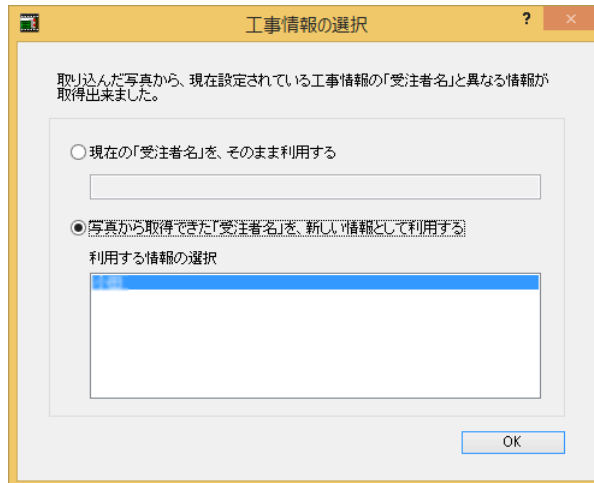 工事情報の選択
?
×
取り込んだ写真から、現在設定されている工事情報の「受注者名」と異なる情報が
取得出来ました。
現在の「受注者名」を、そのまま利用する
写真から取得できた「受注者名」を、新しい情報として利用する
利用する情報の選択
OK